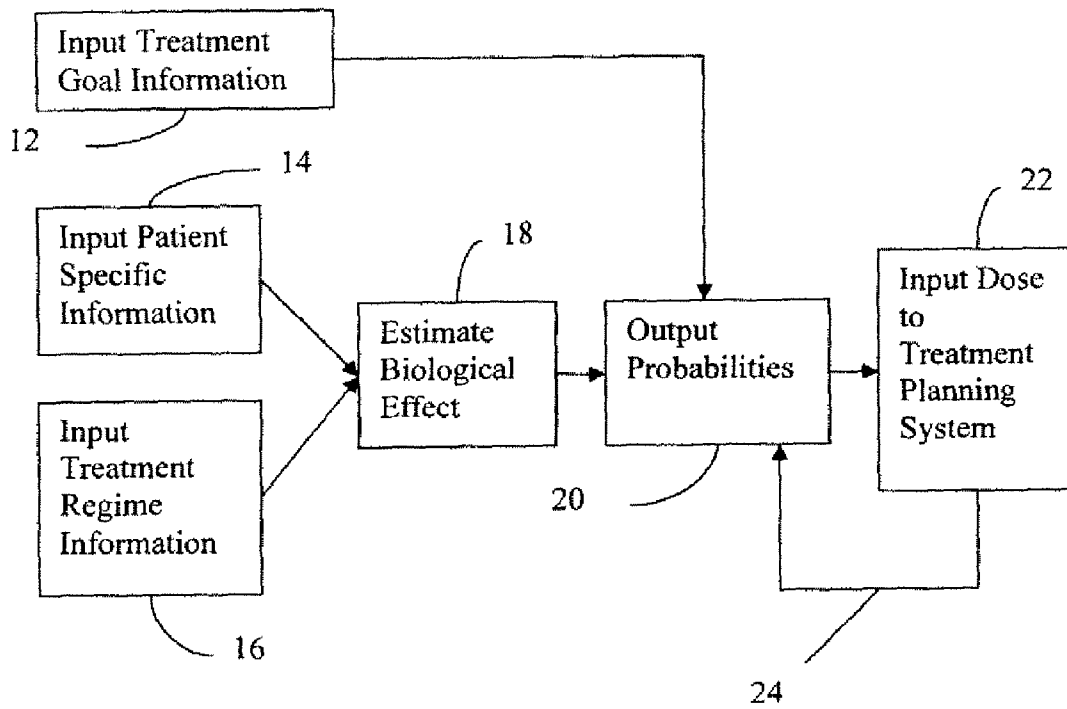 Input Treatment
Goal Information
12
14
Input Patient
Specific
Information
18
22
Estimate
Biological
Effect
Output
Probabilities
Input Dose
to
Treatment
Planning
System
Input
Treatment
Regime
Information
20
16
24